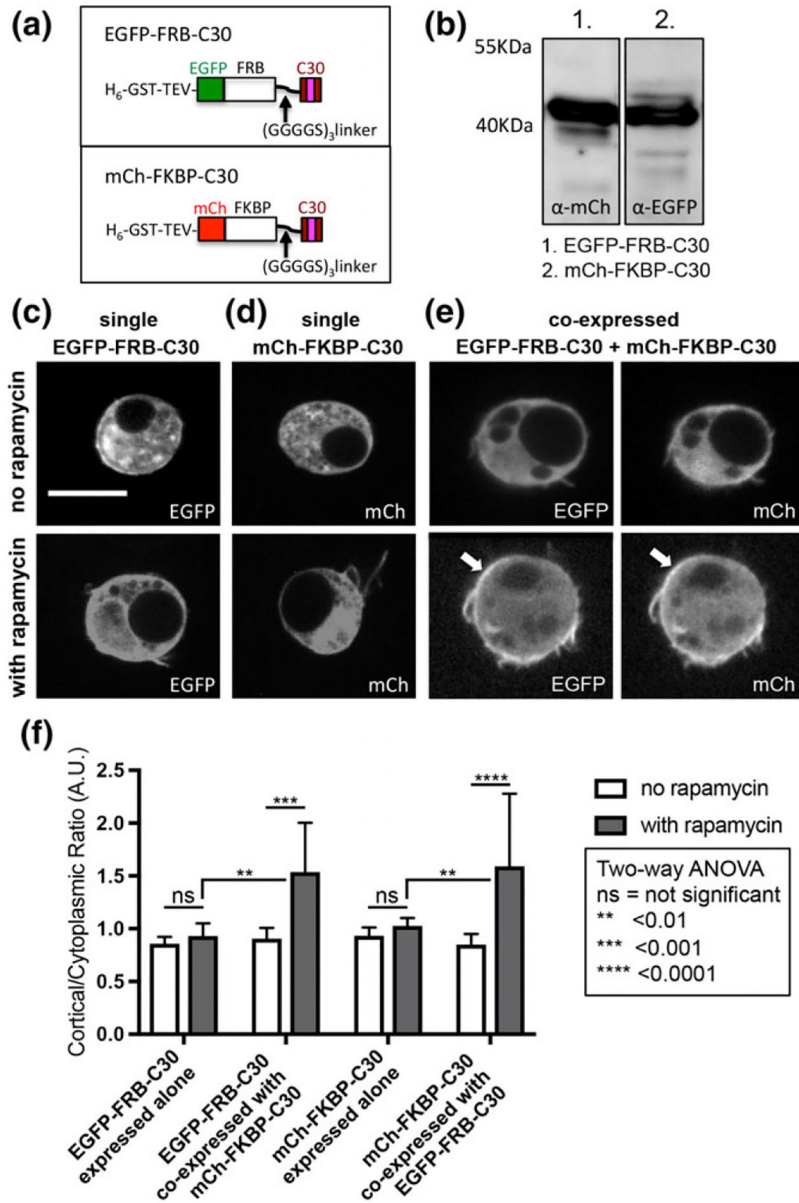 (a)
EGFP-FRB-C30
EGFP FRB C30
H6-GST-TEV-
(GGGGS)3linker
mCh-FKBP-C30
mCh FKBP C30
H6-GST-TEV-
(GGGGS)3linker
(b)
1. 2.
55KDa
40KDa
α-mCh α-EGFP
1. EGFP-FRB-C30
2. mCh-FKBP-C30
(c) single
EGFP-FRB-C30
(d) single
mCh-FKBP-C30
(e) co-expressed
EGFP-FRB-C30 + mCh-FKBP-C30
no rapamycin
EGFP mCh EGFP mCh
with rapamycin
EGFP mCh EGFP mCh
(f)
Cortical/Cytoplasmic Ratio (A.U.)
2.5
2.0
1.5
1.0
0.5
0.0
ns ** *** ns ** ****
EGFP-FRB-C30
expressed alone
EGFP-FRB-C30
co-expressed with
mCh-FKBP-C30
mCh-FKBP-C30
expressed alone
mCh-FKBP-C30
co-expressed with
EGFP-FRB-C30
no rapamycin
with rapamycin
Two-way ANOVA
ns = not significant
** <0.01
*** <0.001
**** <0.0001